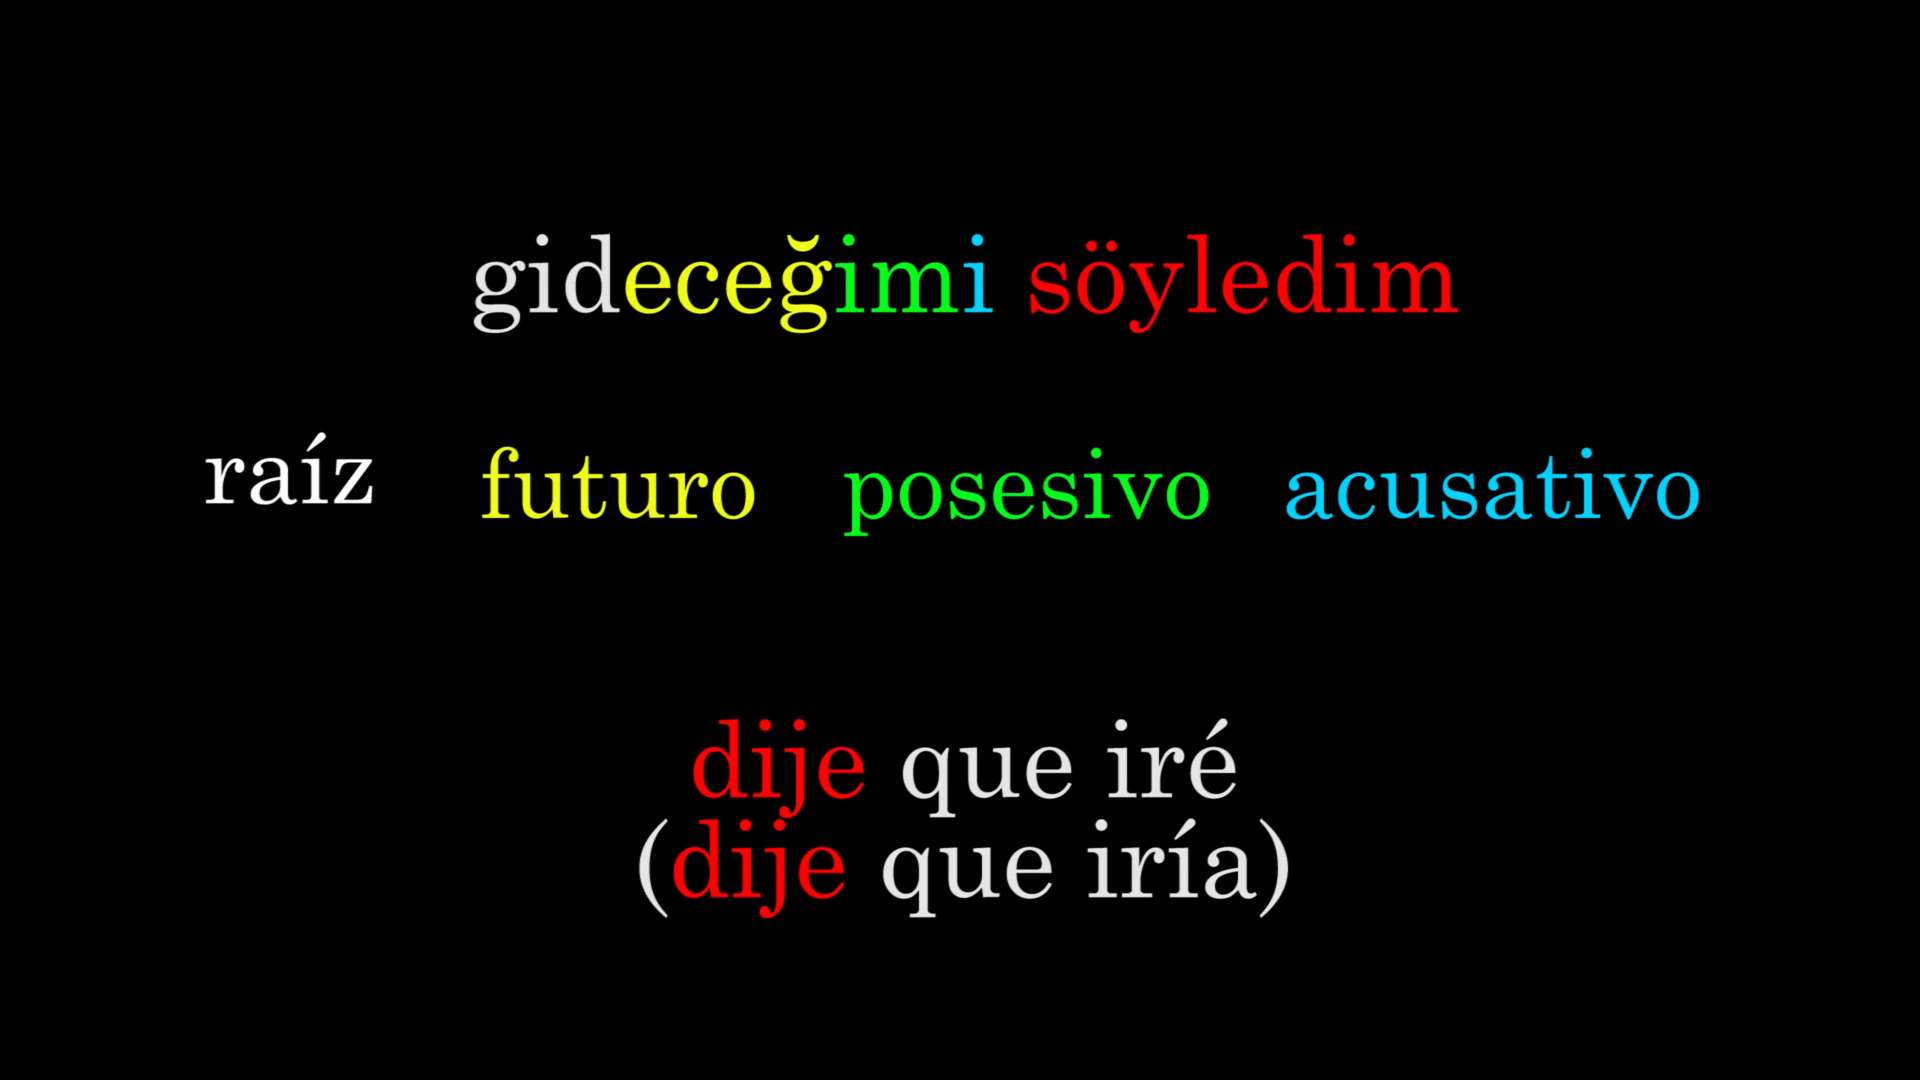 gideceğimi söyledim
raíz futuro posesivo acusativo
dije que iré
(dije que iría)